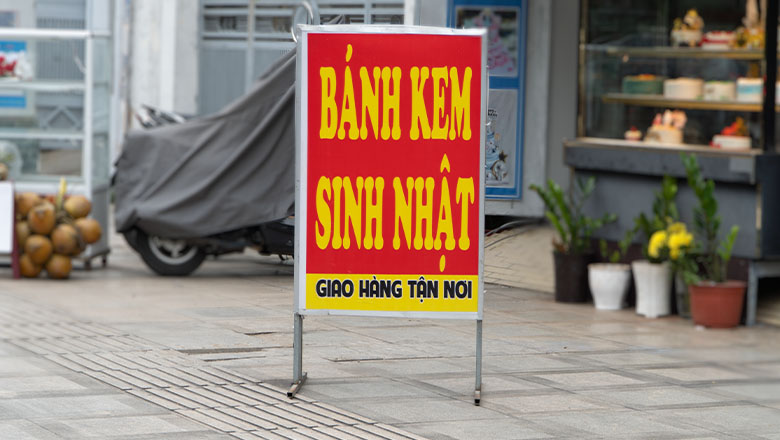 BÁNH KEM
SINH NHẬT
GIAO HÀNG TẬN NƠI